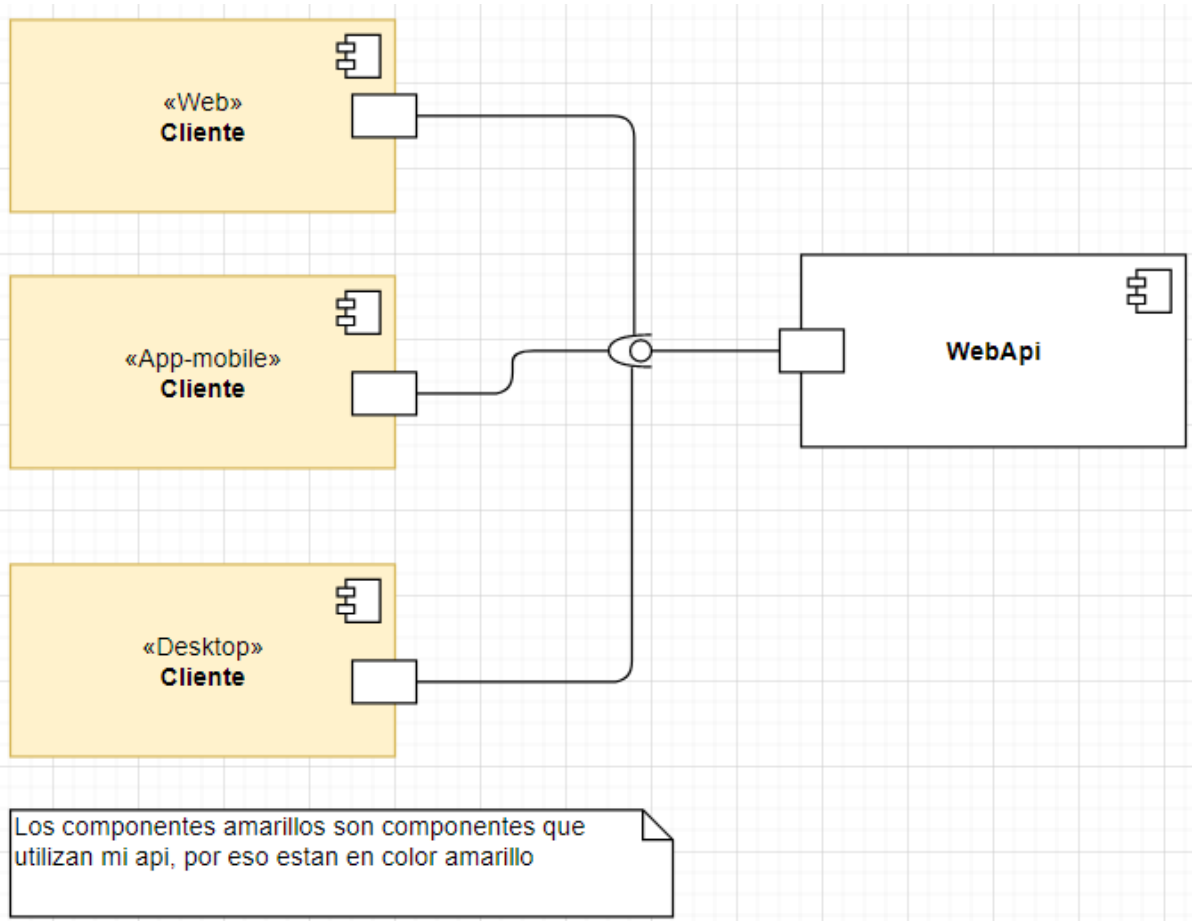 «Web»
Cliente
«App-mobile»
Cliente
WebApi
«Desktop»
Cliente
Los componentes amarillos son componentes que
utilizan mi api, por eso estan en color amarillo